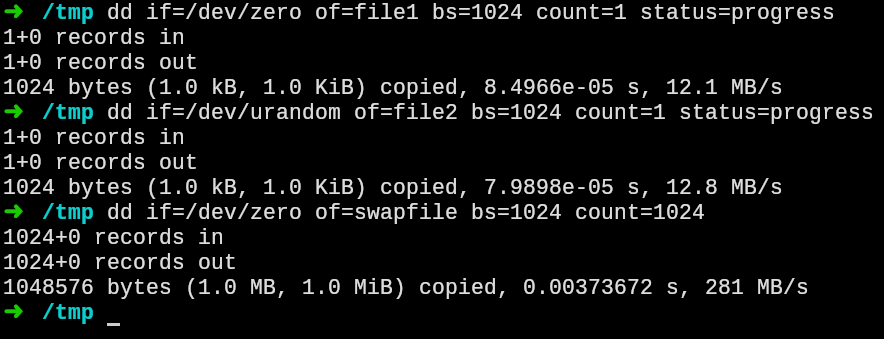 ➜ /tmp dd if=/dev/zero of=file1 bs=1024 count=1 status=progress
1+0 records in
1+0 records out
1024 bytes (1.0 kB, 1.0 KiB) copied, 8.4966e-05 s, 12.1 MB/s
➜ /tmp dd if=/dev/urandom of=file2 bs=1024 count=1 status=progress
1+0 records in
1+0 records out
1024 bytes (1.0 kB, 1.0 KiB) copied, 7.9898e-05 s, 12.8 MB/s
➜ /tmp dd if=/dev/zero of=swapfile bs=1024 count=1024
1024+0 records in
1024+0 records out
1048576 bytes (1.0 MB, 1.0 MiB) copied, 0.00373672 s, 281 MB/s
➜ /tmp _